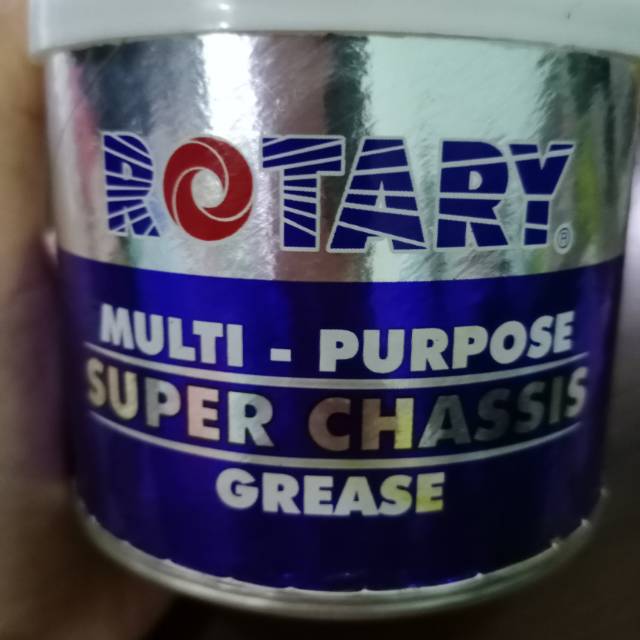 ROTARY®
MULTI - PURPOSE
SUPER CHASSIS
GREASE